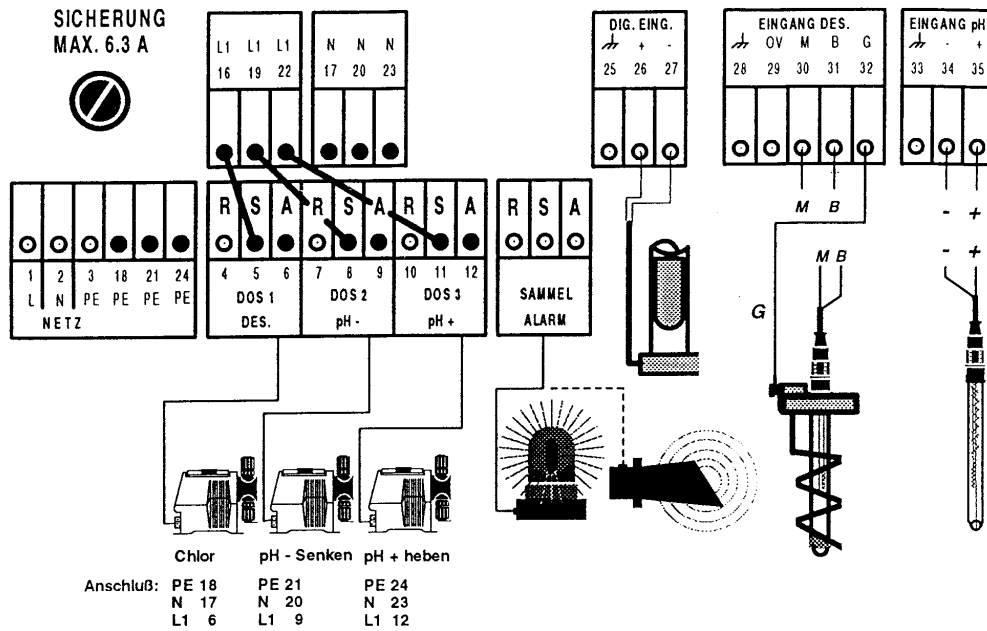 SICHERUNG
MAX. 6.3 A
L1 L1 L1
16 19 22
N N N
17 20 23
DIG. EING.
+ -
25 26 27
EINGANG DES.
OV M B G
28 29 30 31 32
EINGANG pH
- +
33 34 35
M B
- +
R S A R S A R S A
R S A
1 2 3 18 21 24
L N PE PE PE PE
NETZ
4 5 6 7 8 9 10 11 12
DOS 1 DOS 2 DOS 3
DES. pH - pH +
SAMMEL
ALARM
M B
- +
G
Chlor pH - Senken pH + heben
Anschluß: PE 18 PE 21 PE 24
N 17 N 20 N 23
L1 6 L1 9 L1 12